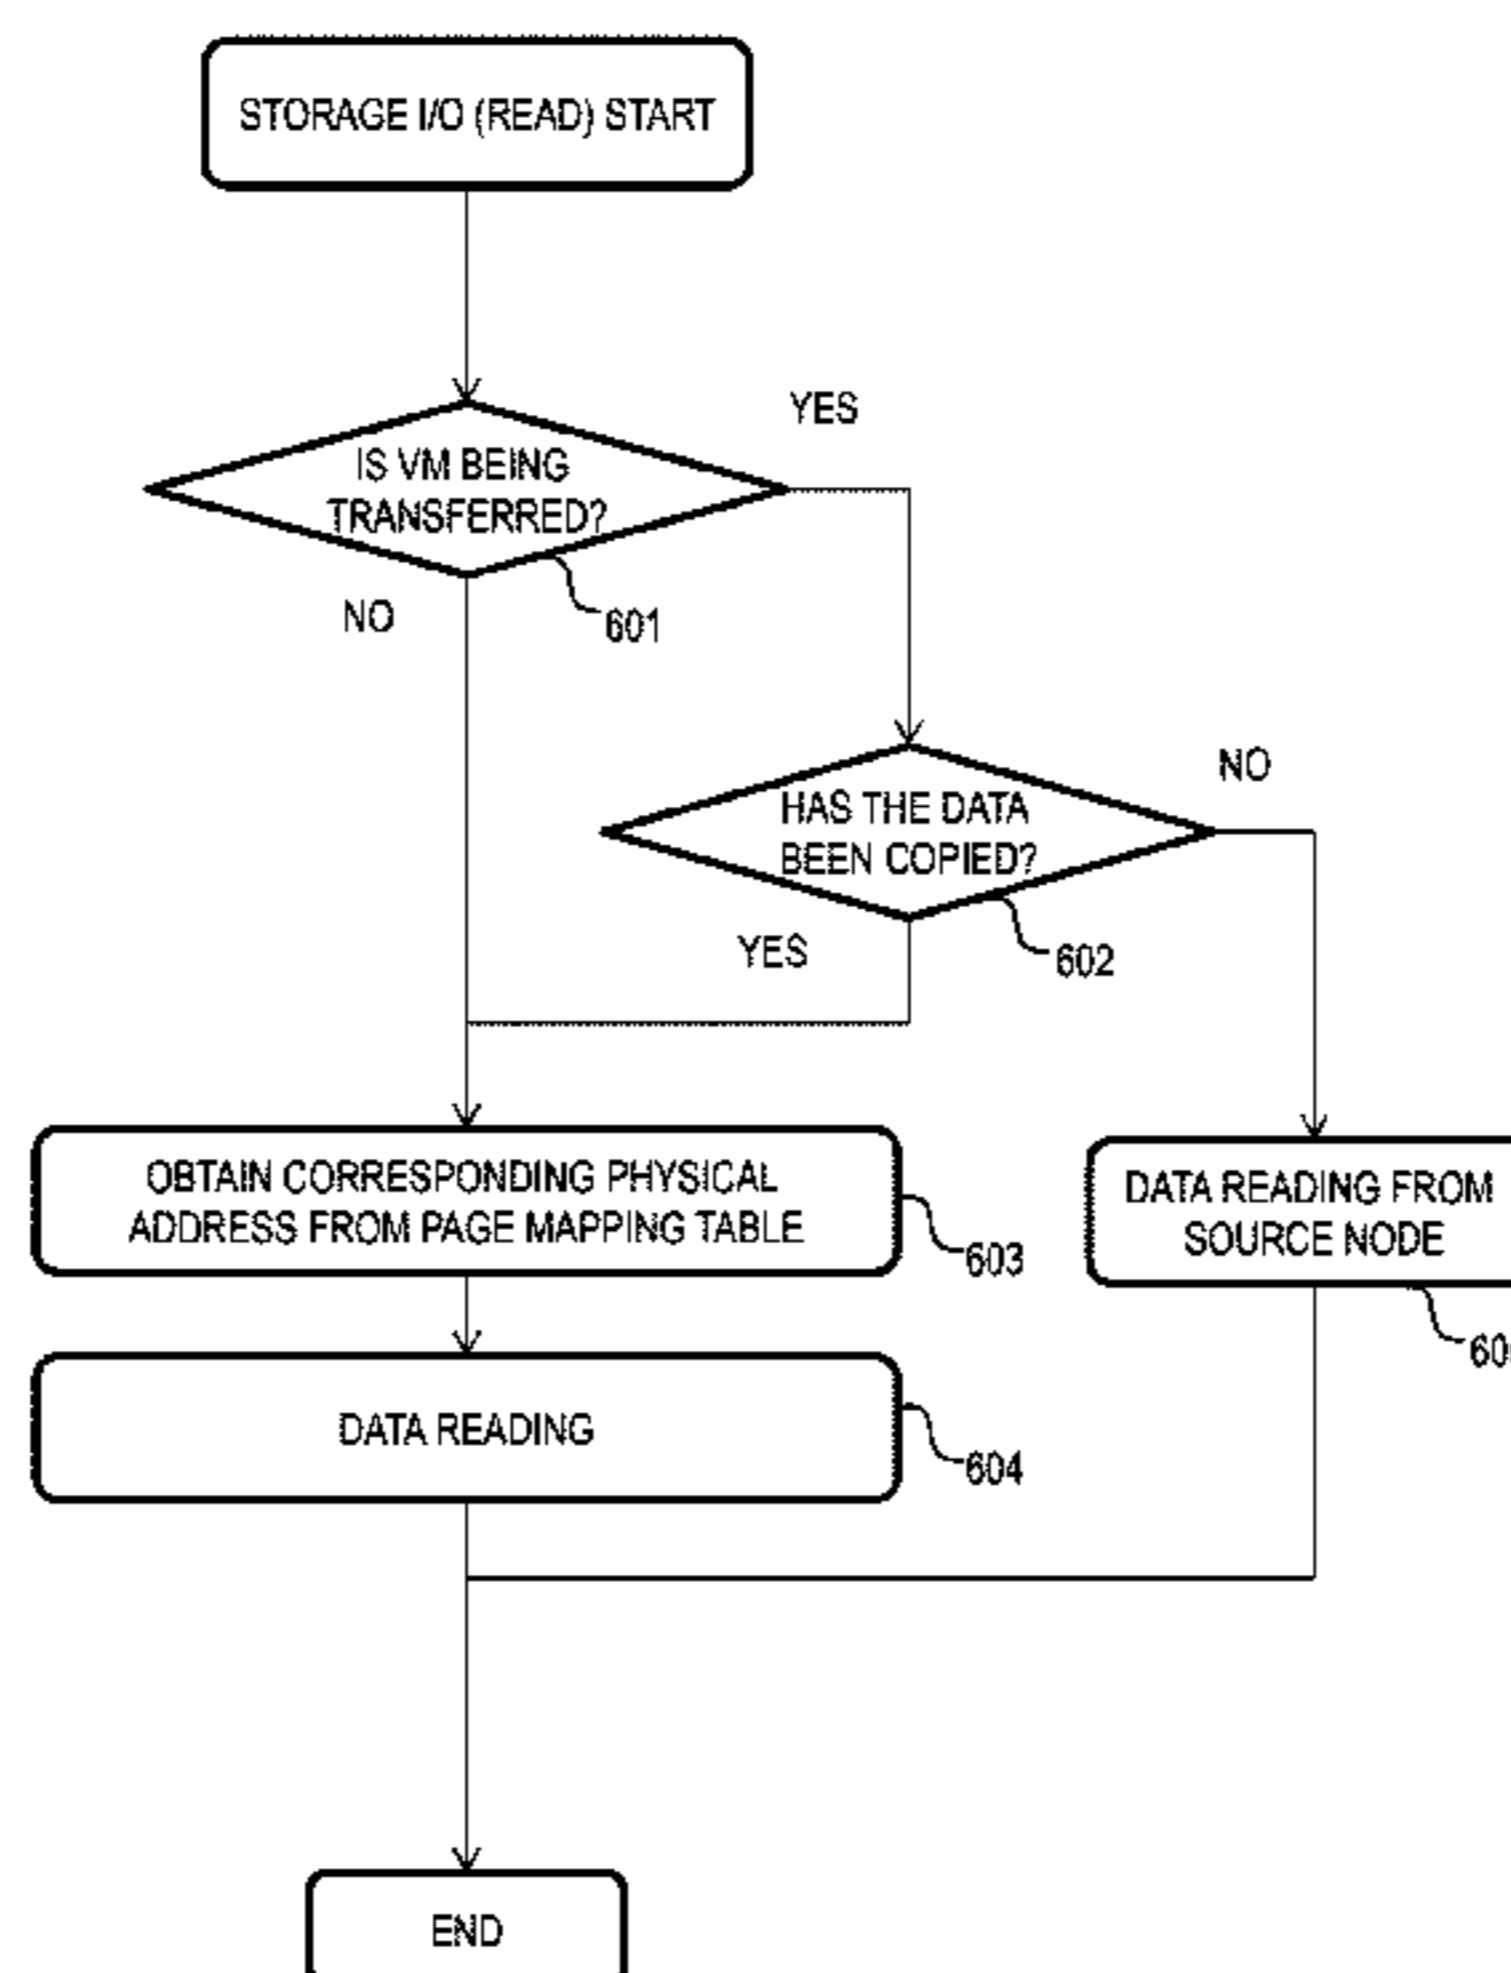 STORAGE I/O (READ) START
YES
IS VM BEING
TRANSFERRED?
NO
601
NO
HAS THE DATA
BEEN COPIED?
YES
602
OBTAIN CORRESPONDING PHYSICAL
ADDRESS FROM PAGE MAPPING TABLE
603
DATA READING FROM
SOURCE NODE
DATA READING
604
END